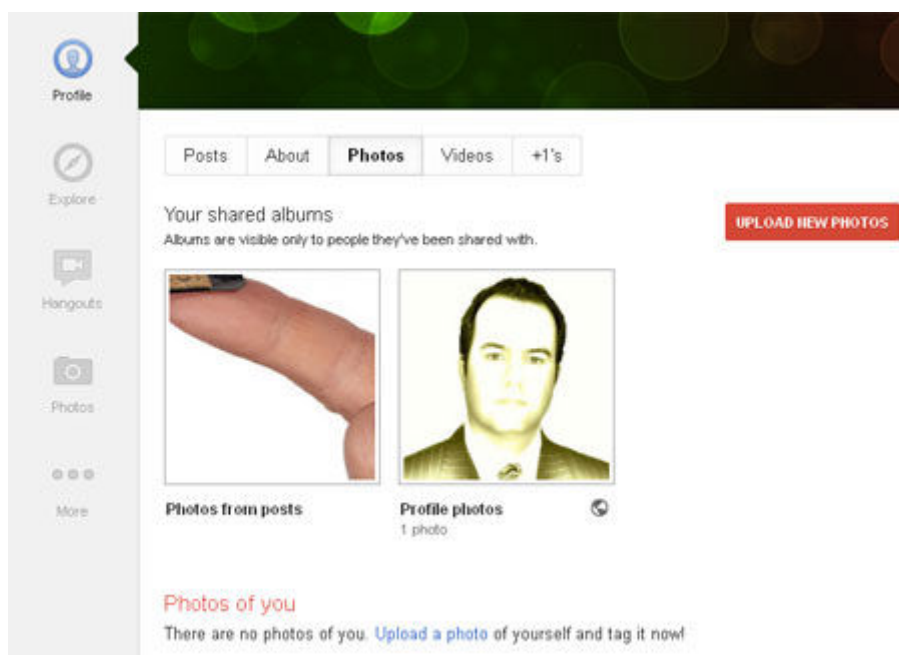 Profile
Explore
Hangouts
Photos
More
Posts About Photos Videos +1's
Your shared albums
Albums are visible only to people they've been shared with.
UPLOAD NEW PHOTOS
Photos from posts
Profile photos
1 photo
Photos of you
There are no photos of you. Upload a photo of yourself and tag it now!